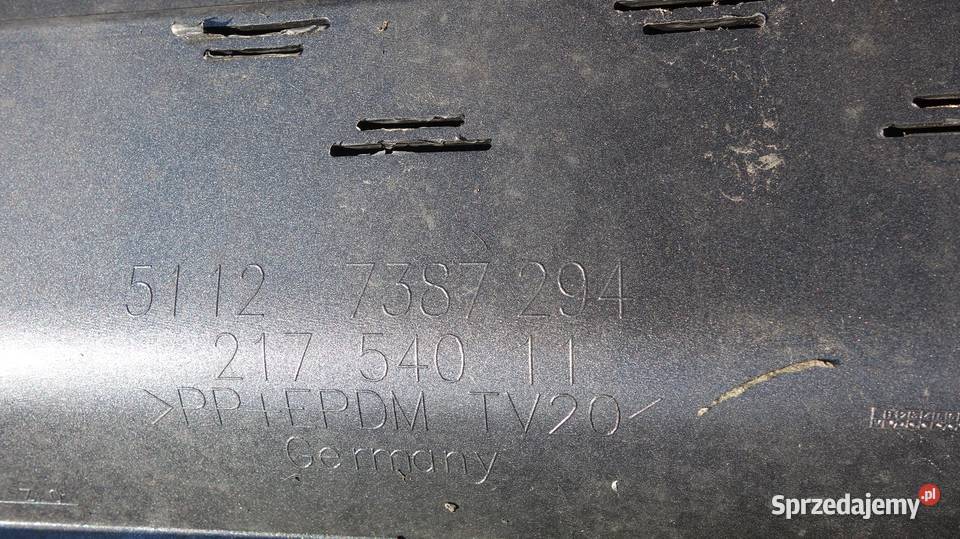 5112 7387 294
217 540 11
>PP+EPDM TV20<
Germany
Sprzedajemy.pl